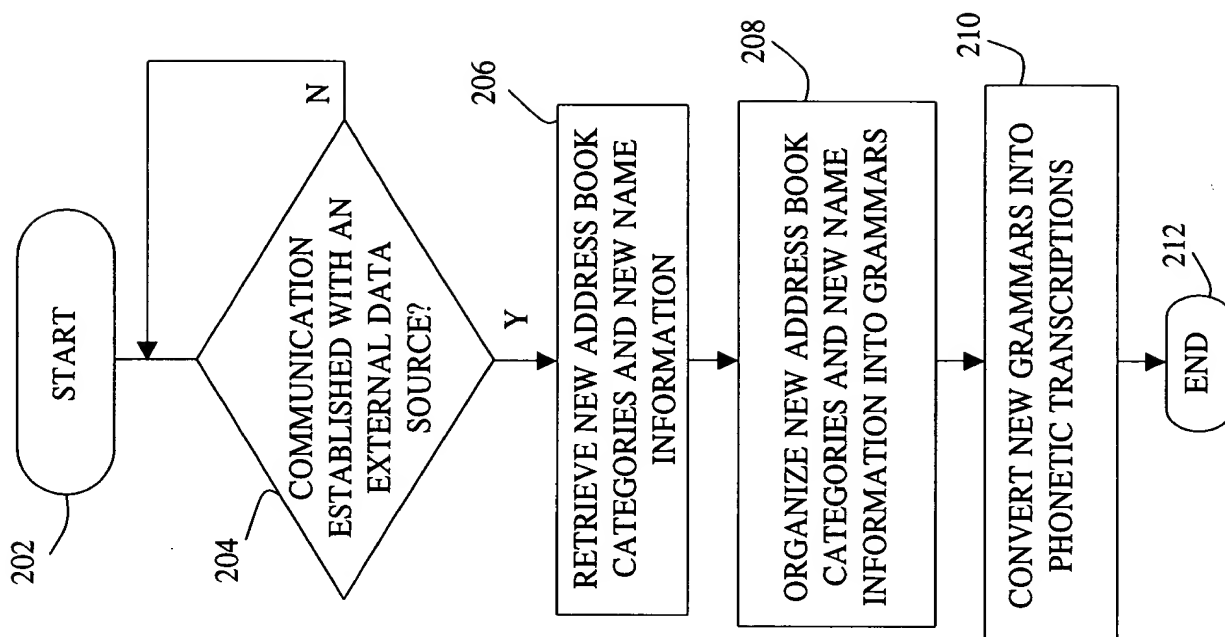 START
202
COMMUNICATION
ESTABLISHED WITH AN
EXTERNAL DATA
SOURCE?
204
N
Y
206
RETRIEVE NEW ADDRESS BOOK
CATEGORIES AND NEW NAME
INFORMATION
208
ORGANIZE NEW ADDRESS BOOK
CATEGORIES AND NEW NAME
INFORMATION INTO GRAMMARS
210
CONVERT NEW GRAMMARS INTO
PHONETIC TRANSCRIPTIONS
212
END